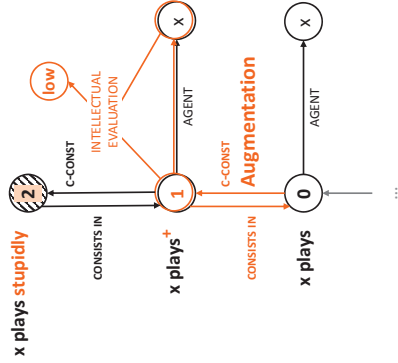 x plays stupidly
2
low
CONSISTS IN
C-CONST
INTELLECTUAL
EVALUATION
x plays+
1
AGENT
x
CONSISTS IN
C-CONST
Augmentation
x plays
0
AGENT
x
...